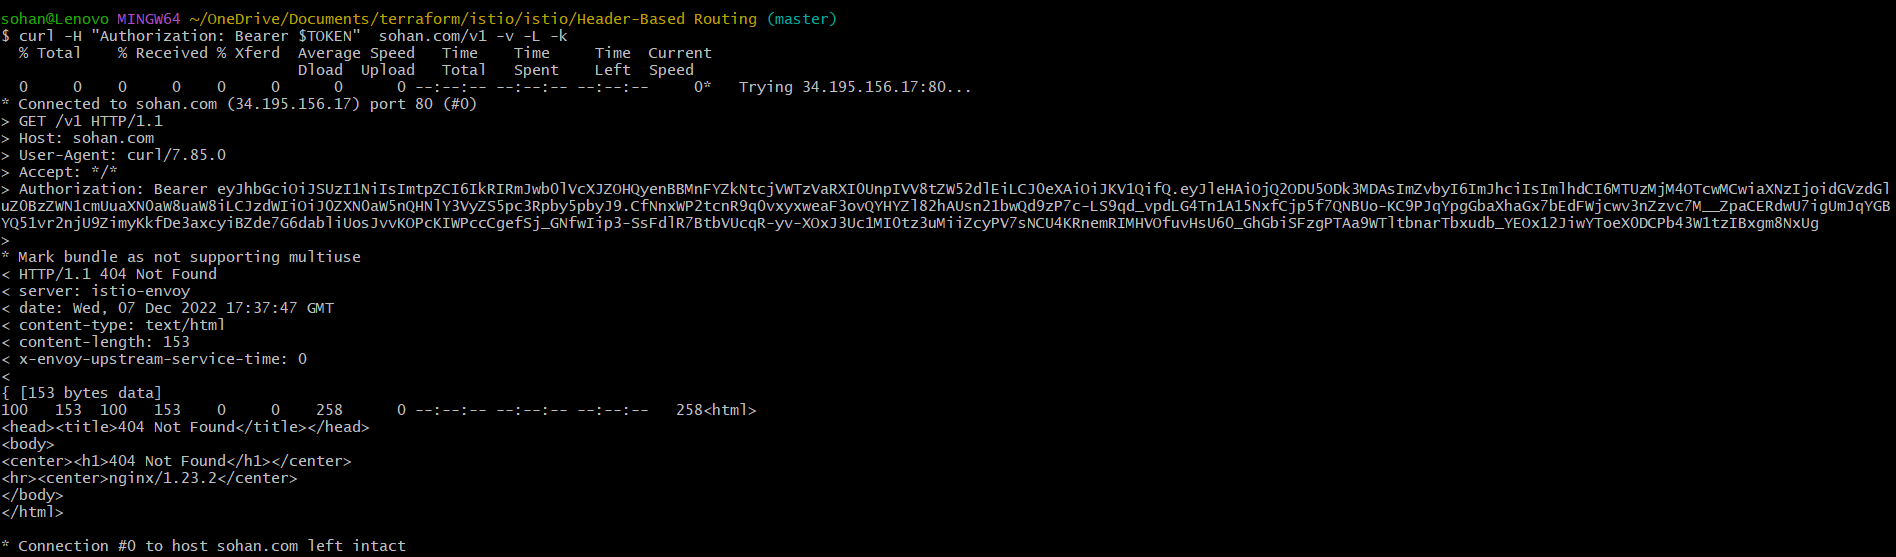 sohan@Lenovo MINGW64 ~/OneDrive/Documents/terraform/istio/istio/Header-Based Routing (master)
$ curl -H "Authorization: Bearer $TOKEN"  sohan.com/v1 -v -L -k
  % Total    % Received % Xferd  Average Speed   Time    Time     Time  Current
                                 Dload  Upload   Total   Spent    Left  Speed
  0     0    0     0    0     0      0      0 --:--:-- --:--:-- --:--:--     0*   Trying 34.195.156.17:80...
* Connected to sohan.com (34.195.156.17) port 80 (#0)
> GET /v1 HTTP/1.1
> Host: sohan.com
> User-Agent: curl/7.85.0
> Accept: */*
> Authorization: Bearer
>
* Mark bundle as not supporting multiuse
< HTTP/1.1 404 Not Found
< server: istio-envoy
< date: Wed, 07 Dec 2022 17:37:47 GMT
< content-type: text/html
< content-length: 153
< x-envoy-upstream-service-time: 0
<
{ [153 bytes data]
100   153  100   153    0     0    258      0 --:--:-- --:--:-- --:--:--   258<html>
<head><title>404 Not Found</title></head>
<body>
<center><h1>404 Not Found</h1></center>
<hr><center>nginx/1.23.2</center>
</body>
</html>

* Connection #0 to host sohan.com left intact